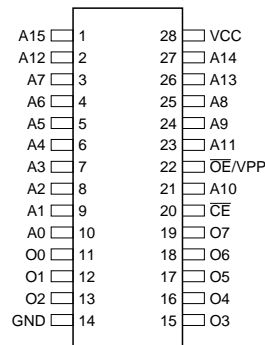 A15 1 28 VCC
A12 2 27 A14
A7 3 26 A13
A6 4 25 A8
A5 5 24 A9
A4 6 23 A11
A3 7 22 O̅E̅/VPP
A2 8 21 A10
A1 9 20 C̅E̅
A0 10 19 O7
O0 11 18 O6
O1 12 17 O5
O2 13 16 O4
GND 14 15 O3